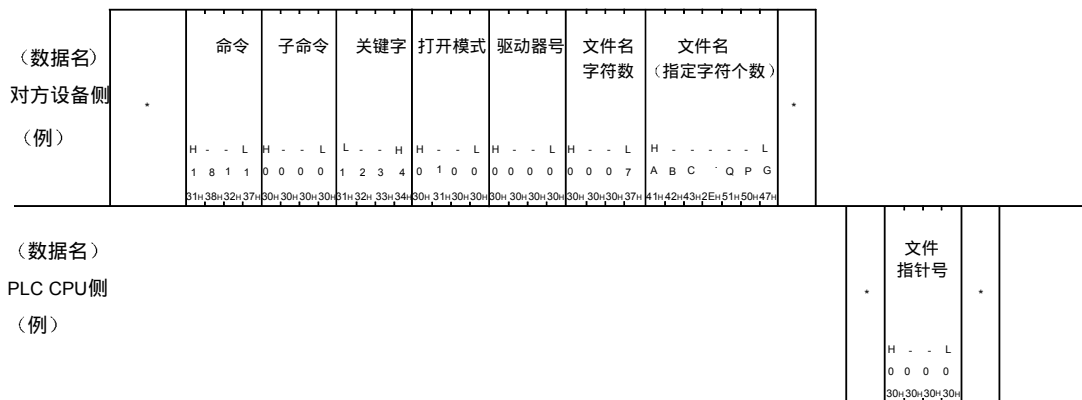 命令 子命令 关键字 打开模式 驱动器号 文件名 文件名
（数据名） 字符数 （指定字符个数）
对方设备侧
* *
（例）
H - - L H - - L L - - H H - - L H - - L H - - L H - - - - - L
1 8 1 1 0 0 0 0 1 2 3 4 0 1 0 0 0 0 0 0 0 0 0 7 A B C . Q P G
31H 38H 32H 37H 30H 30H 30H 30H 31H 32H 33H 34H 30H 31H 30H 30H 30H 30H 30H 30H 30H 30H 30H 37H 41H 42H 43H 2EH 51H 50H 47H
（数据名） 文件
指针号
PLC CPU侧 * *
（例）
H - - L
0 0 0 0
30H 30H 30H 30H